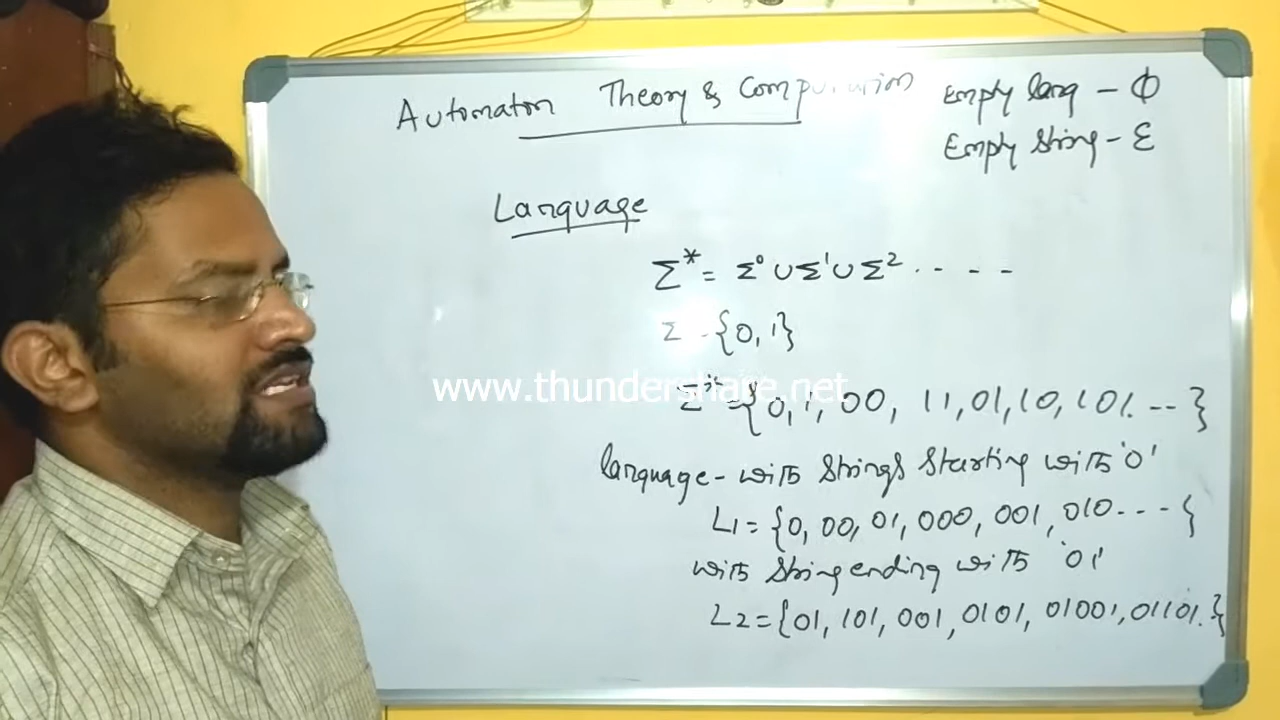 Automaton Theory & Computation
Empty lang - Φ
Empty string - ε
Language
Σ* = Σ⁰ ∪ Σ¹ ∪ Σ² . - - -
Σ - {0, 1}
www.thundershare.net
Σ* = {0, 1, 00, 11, 01, 10, 101. -- }
language - with strings starting with '0'
L1 = {0, 00, 01, 000, 001, 010 - - - }
with string ending with '01'
L2 = {01, 101, 001, 0101, 01001, 01101. }